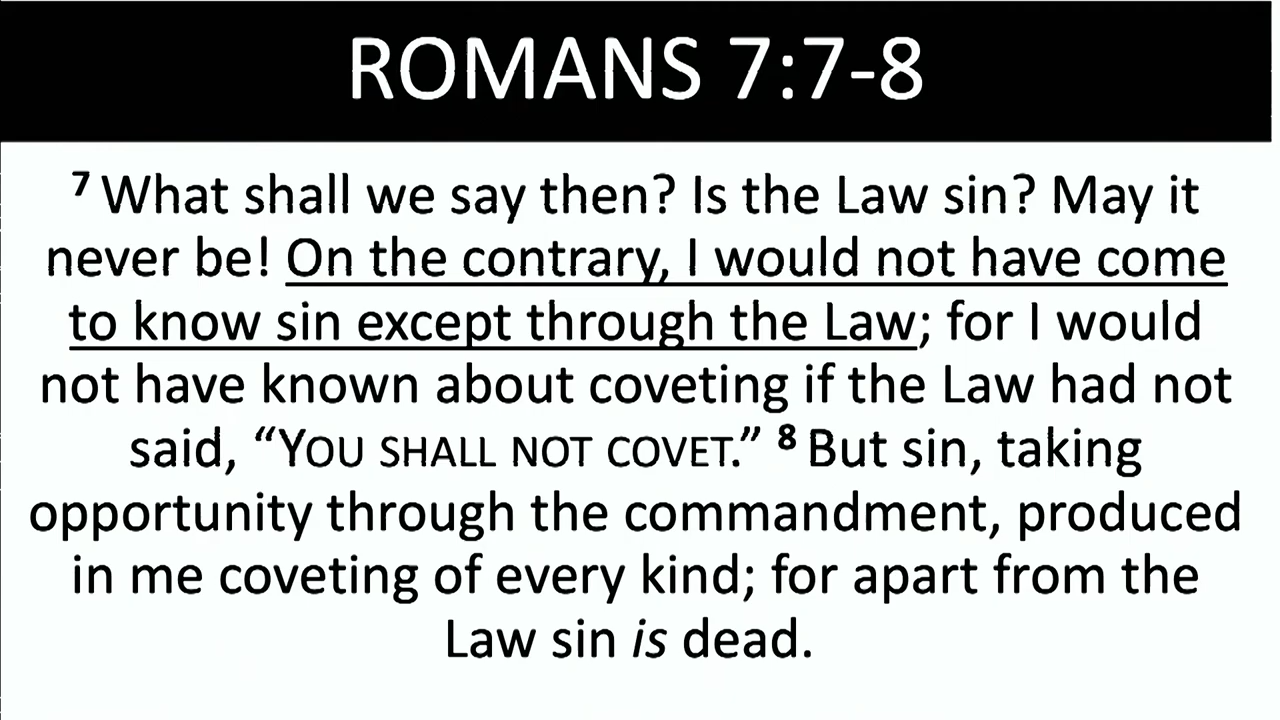 ROMANS 7:7-8
⁷ What shall we say then? Is the Law sin? May it
never be! On the contrary, I would not have come
to know sin except through the Law; for I would
not have known about coveting if the Law had not
said, “YOU SHALL NOT COVET.” ⁸ But sin, taking
opportunity through the commandment, produced
in me coveting of every kind; for apart from the
Law sin is dead.